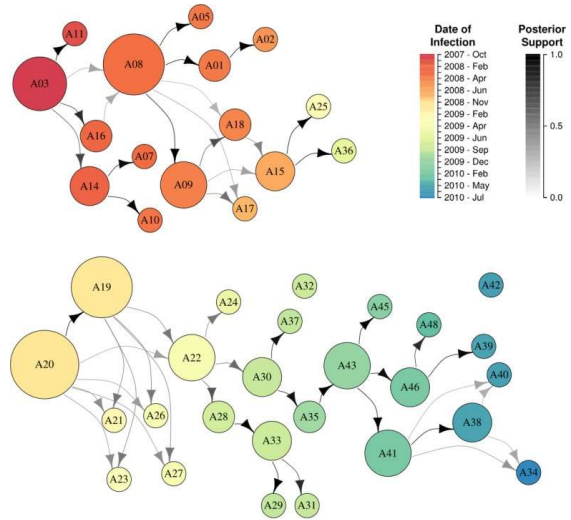 Date of
Infection
2007 - Oct
2008 - Feb
2008 - Apr
2008 - Jun
2008 - Nov
2009 - Feb
2009 - Apr
2009 - Jun
2009 - Sep
2009 - Dec
2010 - Feb
2010 - May
2010 - Jul
Posterior
Support
1.0
0.5
0.0
A05
A11
A02
A08
A01
A03
A25
A18
A16
A36
A07
A15
A14
A09
A17
A10
A42
A19
A32
A24
A45
A37
A48
A39
A22
A43
A20
A30
A40
A46
A26
A28
A35
A21
A38
A33
A41
A27
A34
A23
A29
A31